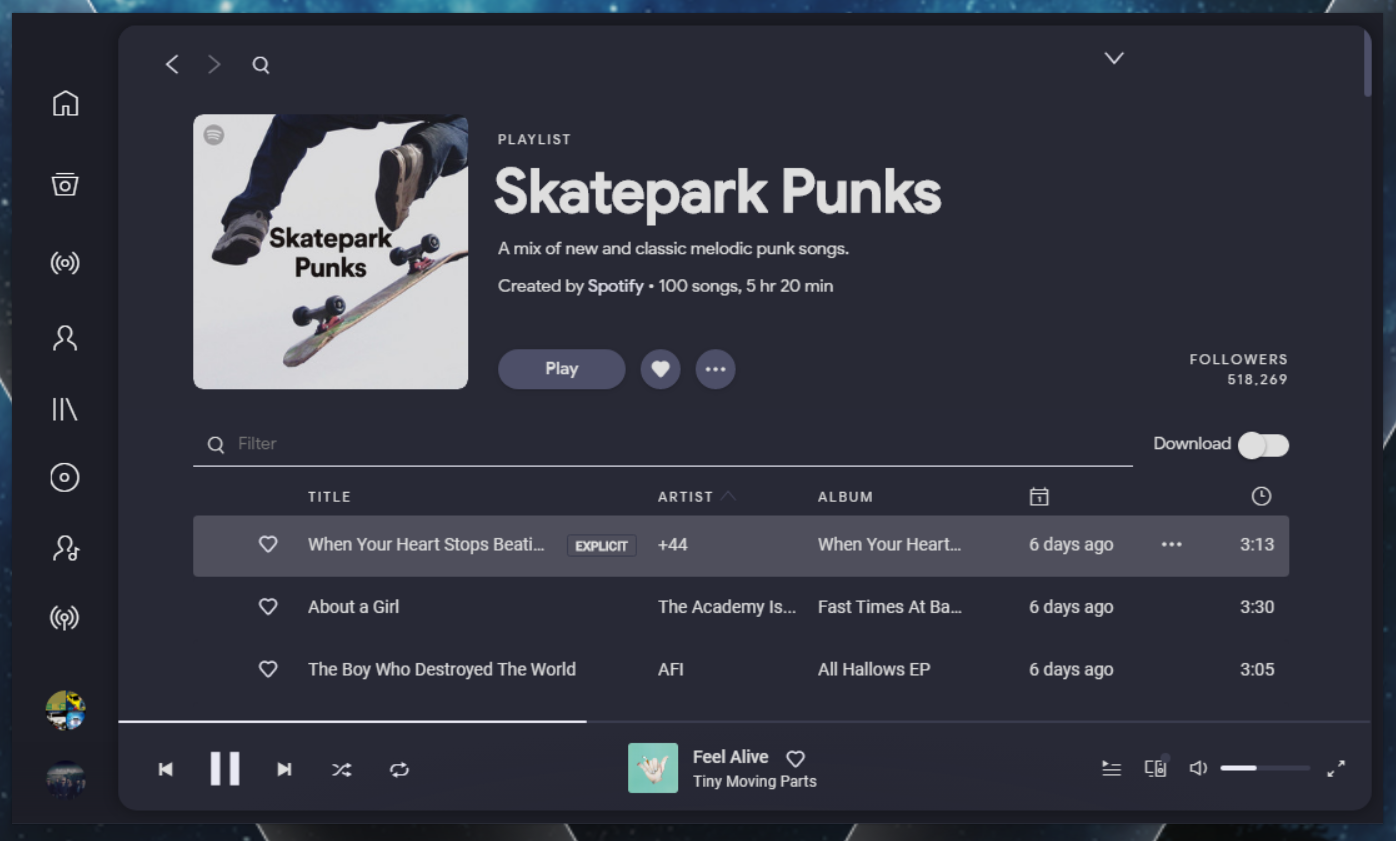 PLAYLIST
Skatepark Punks
A mix of new and classic melodic punk songs.
Created by Spotify • 100 songs, 5 hr 20 min
Skatepark
Punks
Play
FOLLOWERS
518,269
Filter
Download
TITLE ARTIST ALBUM
When Your Heart Stops Beati... EXPLICIT +44 When Your Heart... 6 days ago 3:13
About a Girl The Academy Is... Fast Times At Ba... 6 days ago 3:30
The Boy Who Destroyed The World AFI All Hallows EP 6 days ago 3:05
Feel Alive
Tiny Moving Parts